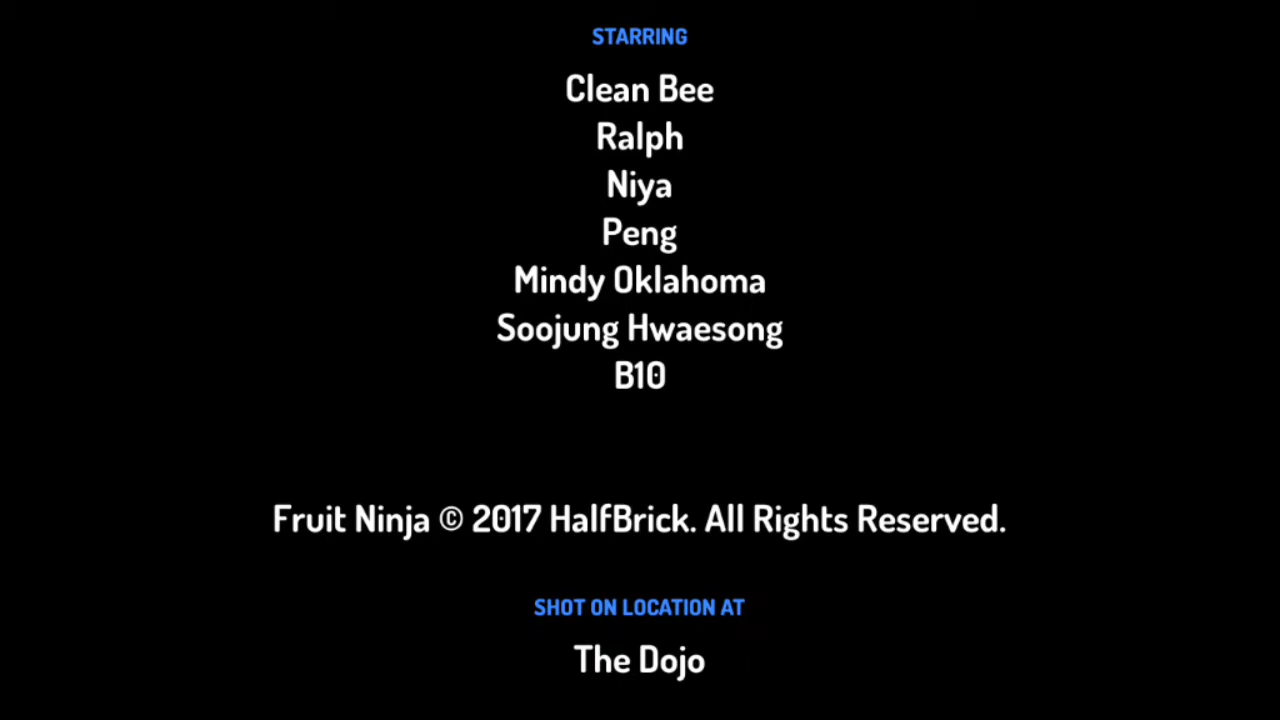 STARRING
Clean Bee
Ralph
Niya
Peng
Mindy Oklahoma
Soojung Hwaesong
B10
Fruit Ninja © 2017 HalfBrick. All Rights Reserved.
SHOT ON LOCATION AT
The Dojo